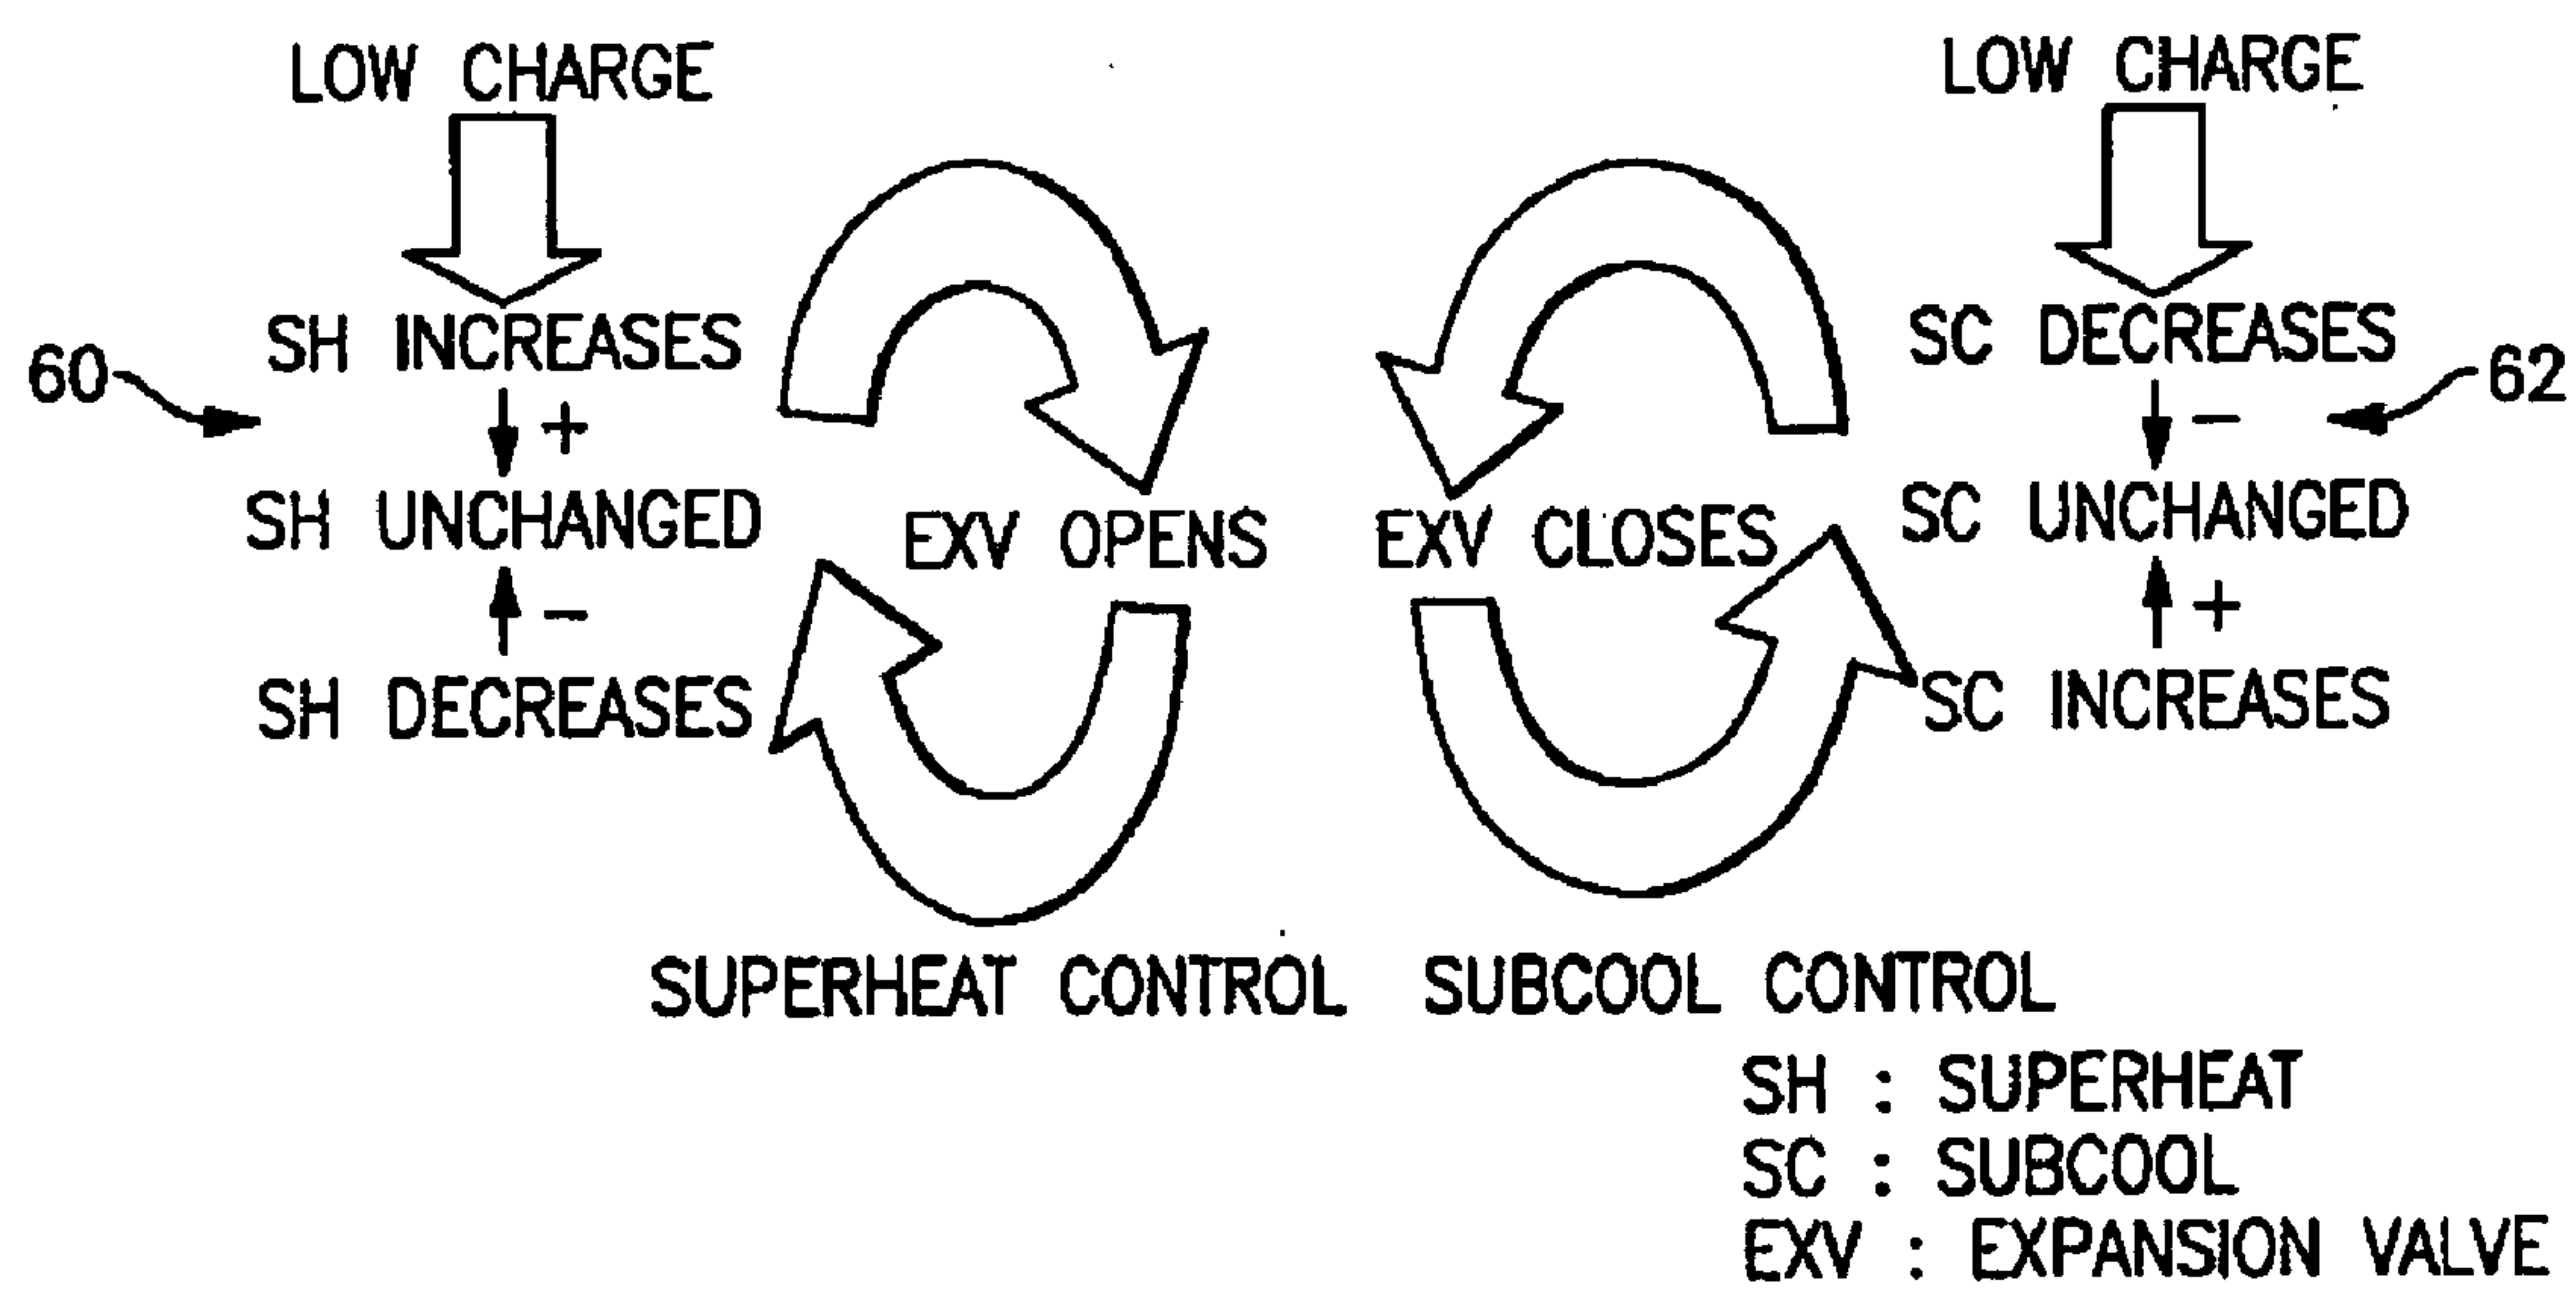 LOW CHARGE
LOW CHARGE
SH INCREASES
SC DECREASES
60
62
+
−
SH UNCHANGED
EXV OPENS
EXV CLOSES
SC UNCHANGED
−
+
SH DECREASES
SC INCREASES
SUPERHEAT CONTROL
SUBCOOL CONTROL
SH : SUPERHEAT
SC : SUBCOOL
EXV : EXPANSION VALVE